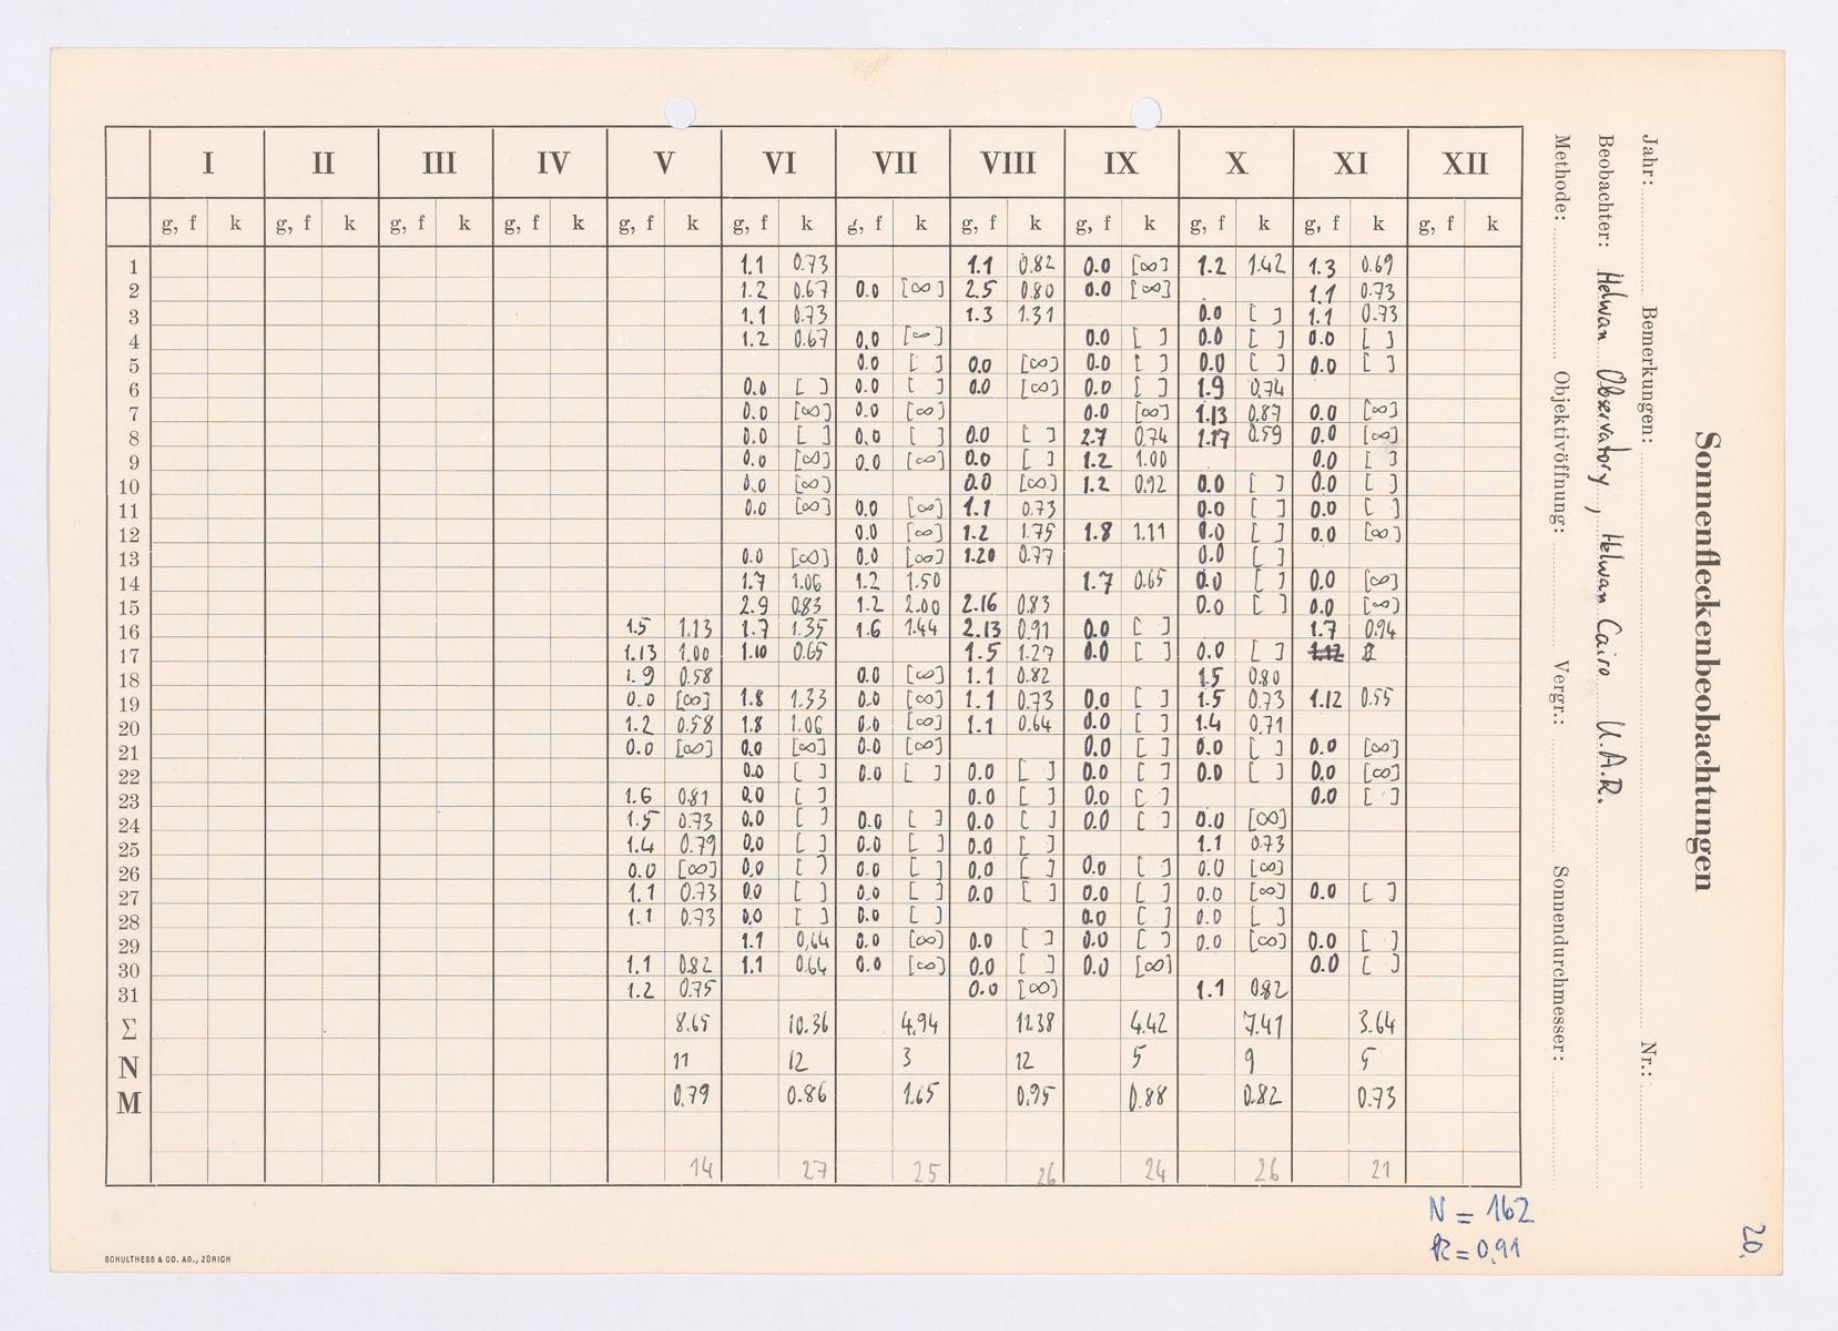 I II III IV V VI VII VIII IX X XI XII
g, f k g, f k g, f k g, f k g, f k g, f k g, f k g, f k g, f k g, f k g, f k g, f k
1 1.1 0.73 1.1 0.82 0.0 [∞] 1.2 1.42 1.3 0.69
2 1.2 0.67 0.0 [∞] 2.5 0.80 0.0 [∞] 1.1 0.73
3 1.1 0.73 1.3 1.31 0.0 [ ] 1.1 0.73
4 1.2 0.67 0.0 [∞] 0.0 [ ] 0.0 [ ] 0.0 [ ]
5 0.0 [ ] 0.0 [∞] 0.0 [ ] 0.0 [ ] 0.0 [ ]
6 0.0 [ ] 0.0 [ ] 0.0 [∞] 0.0 [ ] 1.9 0.74
7 0.0 [∞] 0.0 [∞] 0.0 [∞] 1.13 0.87 0.0 [∞]
8 0.0 [ ] 0.0 [ ] 0.0 [ ] 2.7 0.74 1.17 0.59 0.0 [∞]
9 0.0 [∞] 0.0 [∞] 0.0 [ ] 1.2 1.00 0.0 [ ]
10 0.0 [∞] 0.0 [∞] 1.2 0.92 0.0 [ ] 0.0 [ ]
11 0.0 [∞] 0.0 [∞] 1.1 0.73 0.0 [ ] 0.0 [ ]
12 0.0 [∞] 1.2 1.75 1.8 1.11 0.0 [ ] 0.0 [∞]
13 0.0 [∞] 0.0 [∞] 1.20 0.77 0.0 [ ]
14 1.7 1.06 1.2 1.50 1.7 0.65 0.0 [ ] 0.0 [∞]
15 2.9 0.83 1.2 2.00 2.16 0.83 0.0 [ ] 0.0 [∞]
16 1.5 1.13 1.7 1.35 1.6 1.44 2.13 0.91 0.0 [ ] 1.7 0.94
17 1.13 1.00 1.10 0.65 1.5 1.27 0.0 [ ] 0.0 [ ] 1.12
18 1.9 0.58 0.0 [∞] 1.1 0.82 1.5 0.80
19 0.0 [∞] 1.8 1.33 0.0 [∞] 1.1 0.73 0.0 [ ] 1.5 0.73 1.12 0.55
20 1.2 0.58 1.8 1.06 0.0 [∞] 1.1 0.64 0.0 [ ] 1.4 0.71
21 0.0 [∞] 0.0 [∞] 0.0 [∞] 0.0 [ ] 0.0 [ ] 0.0 [∞]
22 0.0 [ ] 0.0 [ ] 0.0 [ ] 0.0 [ ] 0.0 [ ] 0.0 [∞]
23 1.6 0.81 0.0 [ ] 0.0 [ ] 0.0 [ ] 0.0 [ ]
24 1.5 0.73 0.0 [ ] 0.0 [ ] 0.0 [ ] 0.0 [ ] 0.0 [∞]
25 1.4 0.79 0.0 [ ] 0.0 [ ] 0.0 [ ] 1.1 0.73
26 0.0 [∞] 0.0 [ ] 0.0 [ ] 0.0 [ ] 0.0 [ ] 0.0 [∞]
27 1.1 0.73 0.0 [ ] 0.0 [ ] 0.0 [ ] 0.0 [ ] 0.0 [∞] 0.0 [ ]
28 1.1 0.73 0.0 [ ] 0.0 [ ] 0.0 [ ] 0.0 [ ]
29 1.1 0.64 0.0 [∞] 0.0 [ ] 0.0 [ ] 0.0 [∞] 0.0 [ ]
30 1.1 0.82 1.1 0.64 0.0 [∞] 0.0 [ ] 0.0 [∞] 0.0 [ ]
31 1.2 0.75 0.0 [∞] 1.1 0.82
Σ 8.65 10.36 4.94 11.38 4.42 7.41 3.64
N 11 12 3 12 5 9 5
M 0.79 0.86 1.65 0.95 0.88 0.82 0.73
14 27 25 26 24 26 21
N = 162
k = 0,91
SCHULTHESS & CO. AG., ZÜRICH
Sonnenfleckenbeobachtungen
Jahr: Bemerkungen: Nr.:
Beobachter: Helwan Observatory, Helwan Cairo U.A.R.
Methode: Objektivöffnung: Vergr.: Sonnendurchmesser:
20.